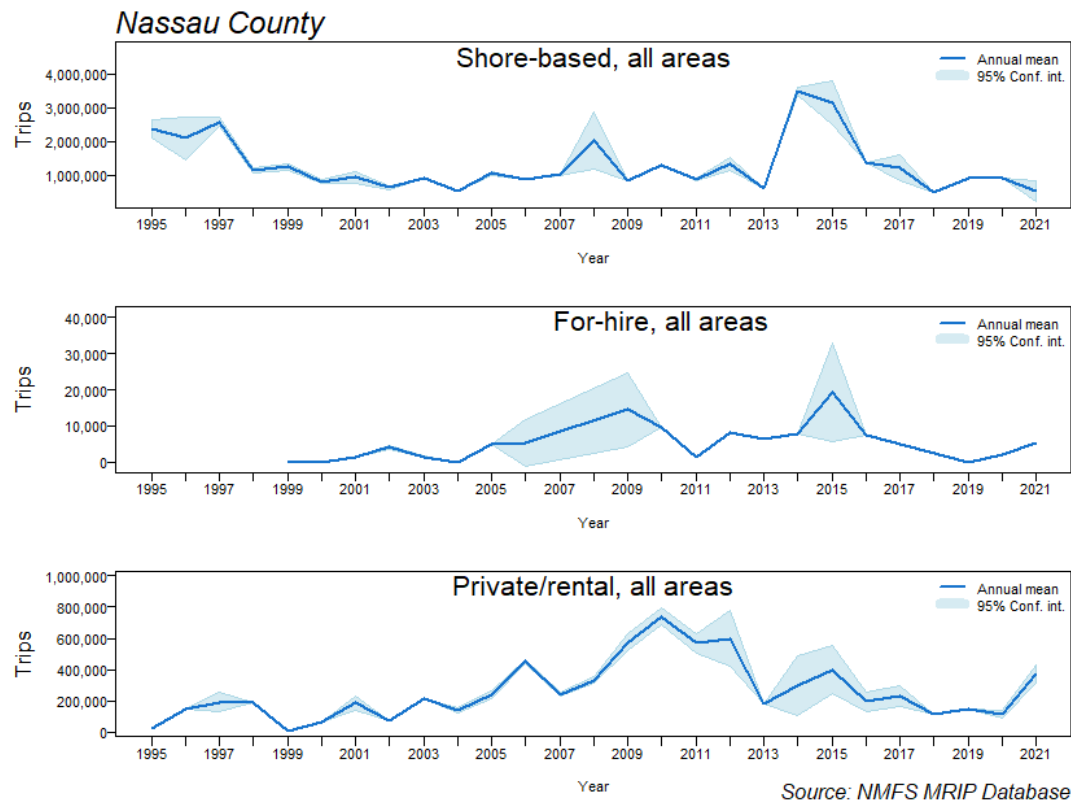 Nassau County
Shore-based, all areas
Annual mean
95% Conf. int.
Trips
4,000,000
3,000,000
2,000,000
1,000,000
1995 1997 1999 2001 2003 2005 2007 2009 2011 2013 2015 2017 2019 2021
Year
For-hire, all areas
Annual mean
95% Conf. int.
Trips
40,000
30,000
20,000
10,000
0
1995 1997 1999 2001 2003 2005 2007 2009 2011 2013 2015 2017 2019 2021
Year
Private/rental, all areas
Annual mean
95% Conf. int.
Trips
1,000,000
800,000
600,000
400,000
200,000
0
1995 1997 1999 2001 2003 2005 2007 2009 2011 2013 2015 2017 2019 2021
Year
Source: NMFS MRIP Database